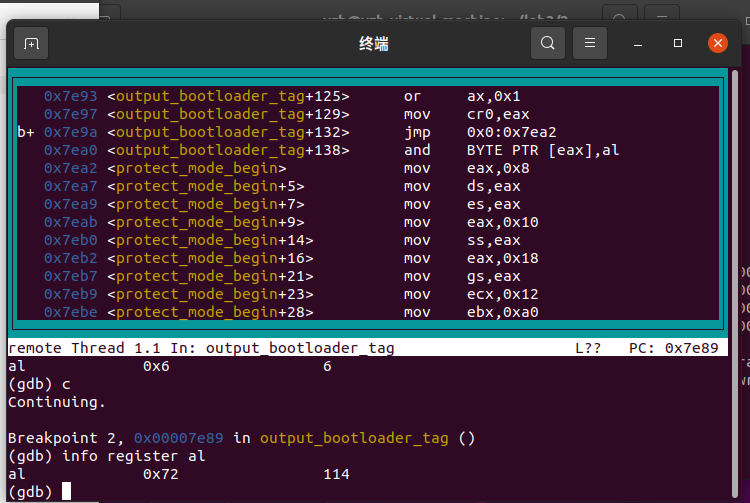 终端
0x7e93 <output_bootloader_tag+125> or ax,0x1
0x7e97 <output_bootloader_tag+129> mov cr0,eax
b+ 0x7e9a <output_bootloader_tag+132> jmp 0x0:0x7ea2
0x7ea0 <output_bootloader_tag+138> and BYTE PTR [eax],al
0x7ea2 <protect_mode_begin> mov eax,0x8
0x7ea7 <protect_mode_begin+5> mov ds,eax
0x7ea9 <protect_mode_begin+7> mov es,eax
0x7eab <protect_mode_begin+9> mov eax,0x10
0x7eb0 <protect_mode_begin+14> mov ss,eax
0x7eb2 <protect_mode_begin+16> mov eax,0x18
0x7eb7 <protect_mode_begin+21> mov gs,eax
0x7eb9 <protect_mode_begin+23> mov ecx,0x12
0x7ebe <protect_mode_begin+28> mov ebx,0xa0
remote Thread 1.1 In: output_bootloader_tag L?? PC: 0x7e89
al 0x6 6
(gdb) c
Continuing.
Breakpoint 2, 0x00007e89 in output_bootloader_tag ()
(gdb) info register al
al 0x72 114
(gdb)